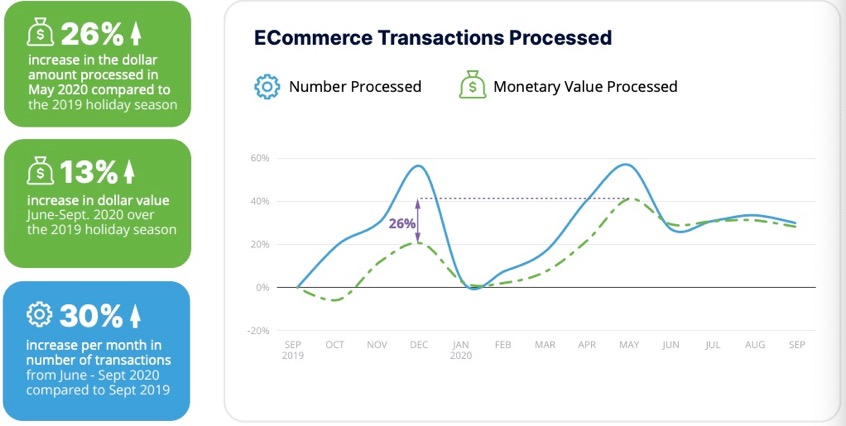 26%
increase in the dollar
amount processed in
May 2020 compared to
the 2019 holiday season
13%
increase in dollar value
June-Sept. 2020 over
the 2019 holiday season
30%
increase per month in
number of transactions
from June - Sept 2020
compared to Sept 2019
ECommerce Transactions Processed
Number Processed
$ Monetary Value Processed
60%
40%
26%
20%
0%
-20%
SEP OCT NOV DEC JAN FEB MAR APR MAY JUN JUL AUG SEP
2019 2020